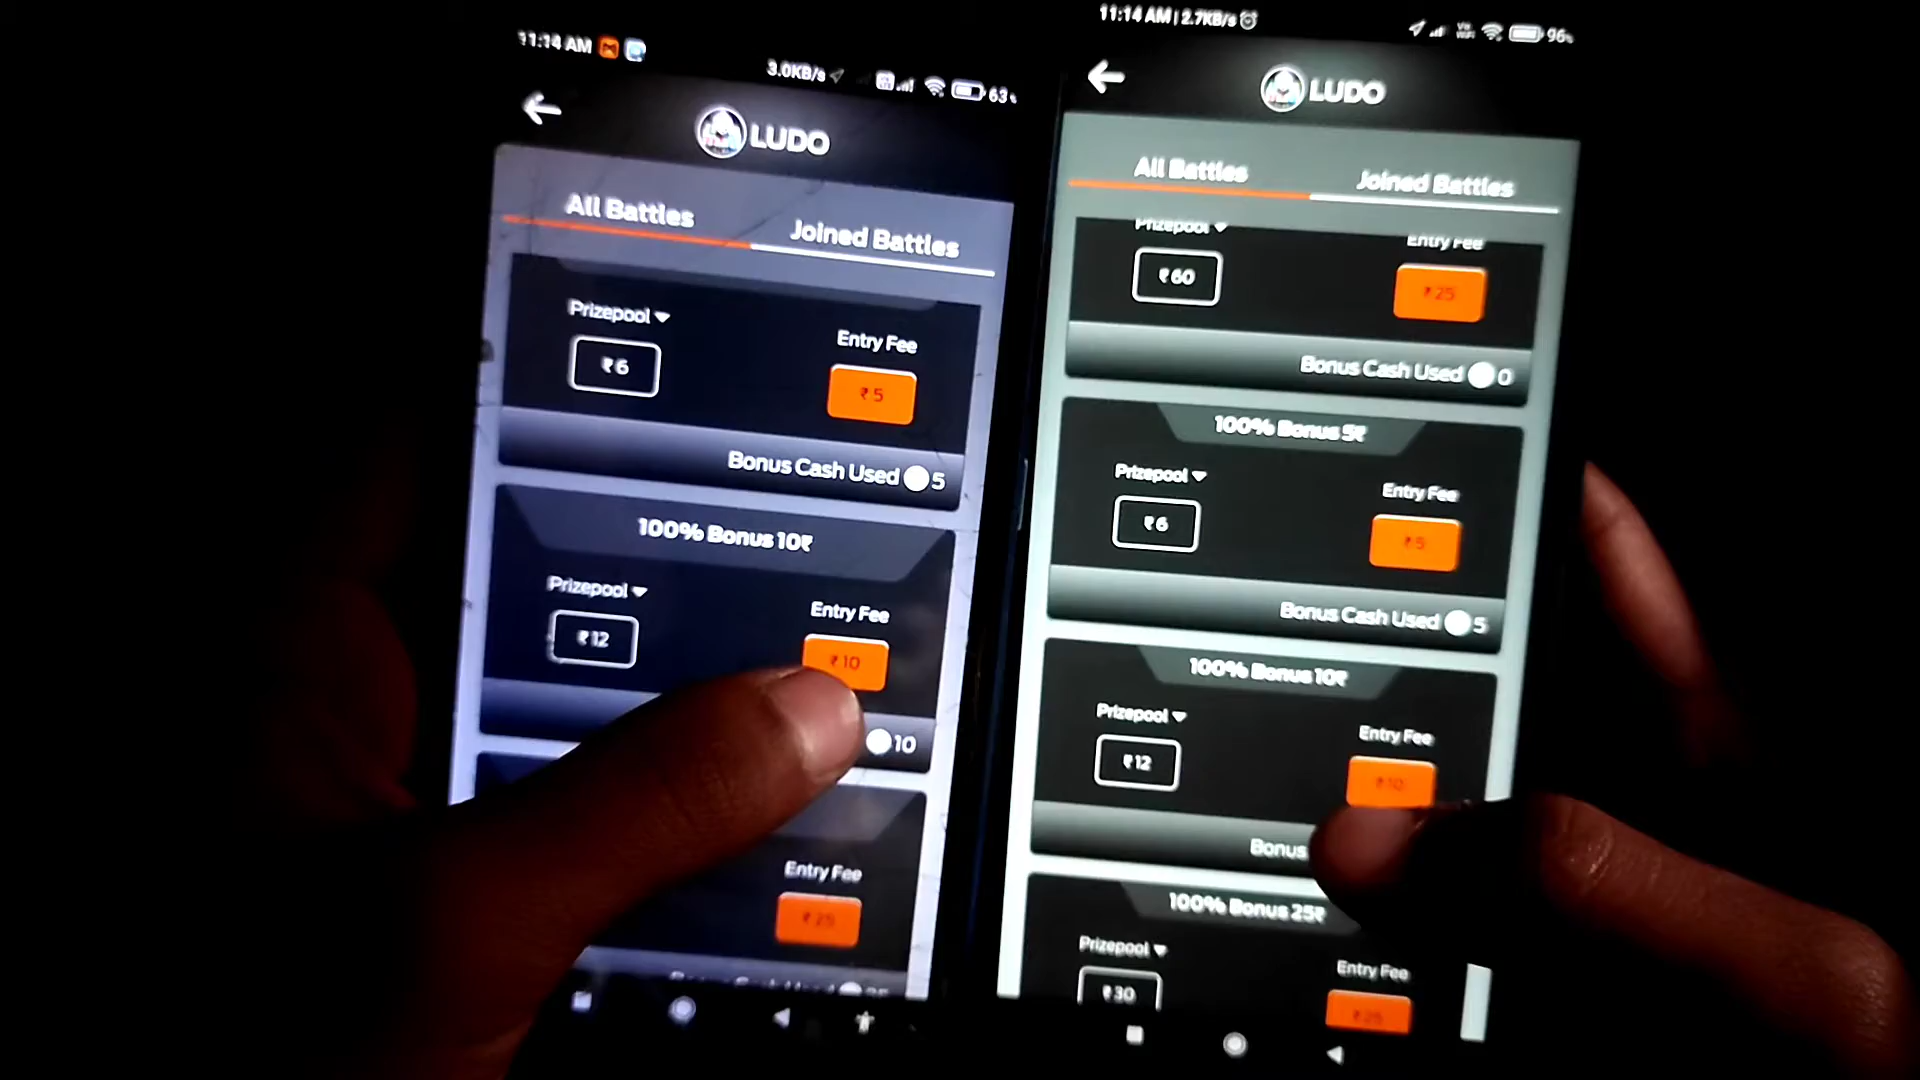 11:14 AM
3.0KB/s
63%
LUDO
All Battles
Joined Battles
Prizepool
Entry Fee
₹6
₹5
Bonus Cash Used 5
100% Bonus 10₹
Prizepool
Entry Fee
₹12
₹10
10
Entry Fee
₹25
11:14 AM | 2.7KB/s
96%
LUDO
All Battles
Joined Battles
Prizepool
Entry Fee
₹60
₹25
Bonus Cash Used 0
100% Bonus 5₹
Prizepool
Entry Fee
₹6
₹5
Bonus Cash Used 5
100% Bonus 10₹
Prizepool
Entry Fee
₹12
₹10
Bonus
100% Bonus 25₹
Prizepool
Entry Fee
₹30
₹25